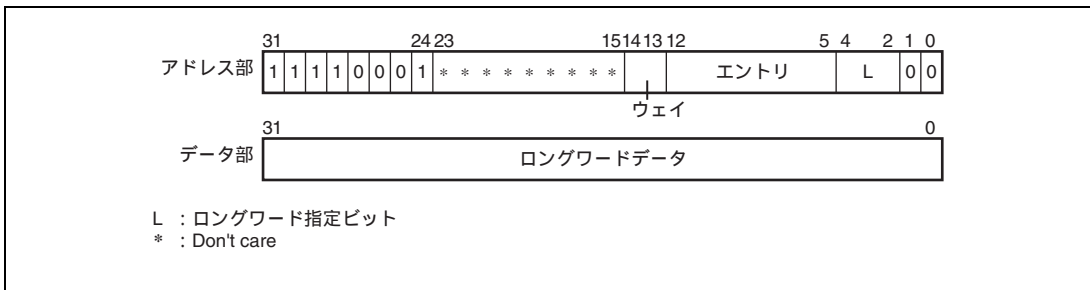 31 24 23 15 14 13 12 5 4 2 1 0
アドレス部 1 1 1 1 0 0 0 1 * * * * * * * * * エントリ L 0 0
ウェイ
31 0
データ部 ロングワードデータ
L : ロングワード指定ビット
* : Don't care